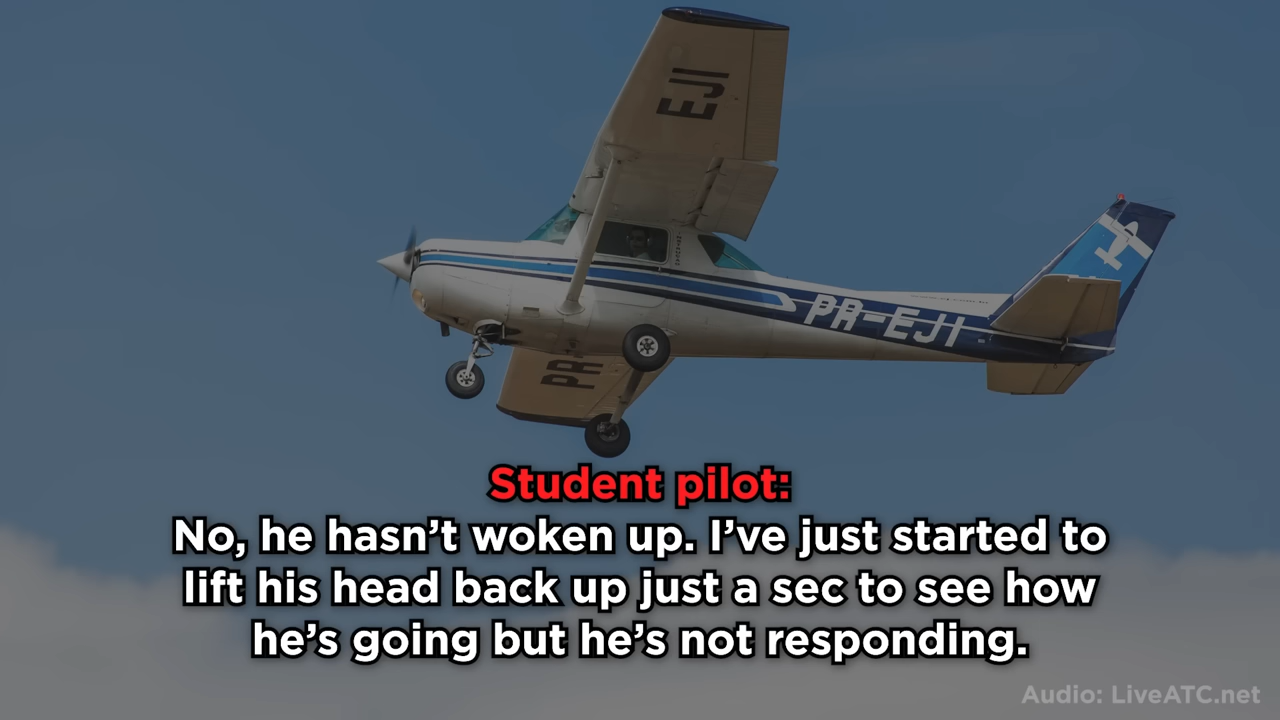 EJI
PR-EJI
PR
Student pilot:
No, he hasn’t woken up. I’ve just started to
lift his head back up just a sec to see how
he’s going but he’s not responding.
Audio: LiveATC.net